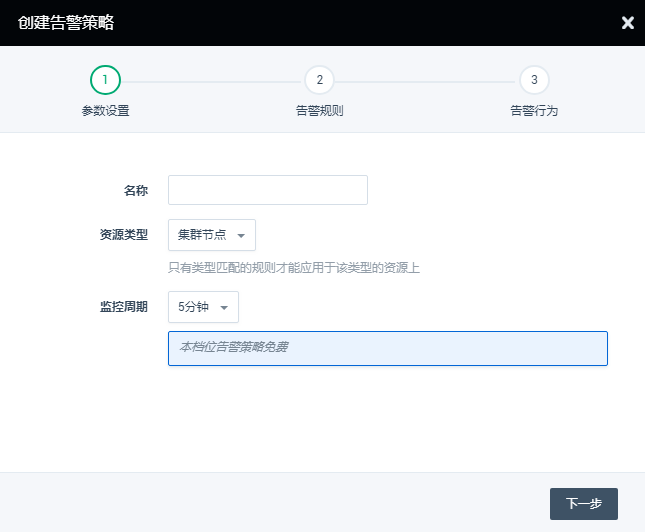 创建告警策略
1
2
3
参数设置
告警规则
告警行为
名称
资源类型
集群节点
只有类型匹配的规则才能应用于该类型的资源上
监控周期
5分钟
本档位告警策略免费
下一步